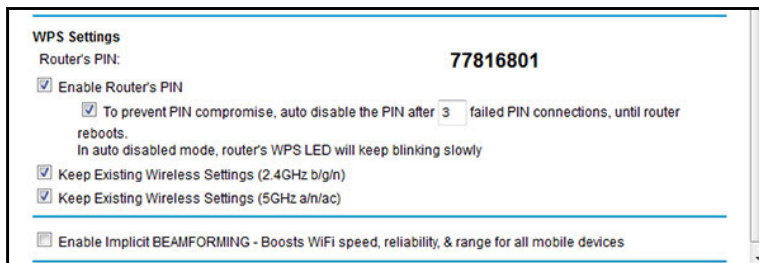 WPS Settings
Router's PIN: 77816801
Enable Router's PIN
To prevent PIN compromise, auto disable the PIN after 3 failed PIN connections, until router
reboots.
In auto disabled mode, router's WPS LED will keep blinking slowly
Keep Existing Wireless Settings (2.4GHz b/g/n)
Keep Existing Wireless Settings (5GHz a/n/ac)
Enable Implicit BEAMFORMING - Boosts WiFi speed, reliability, & range for all mobile devices